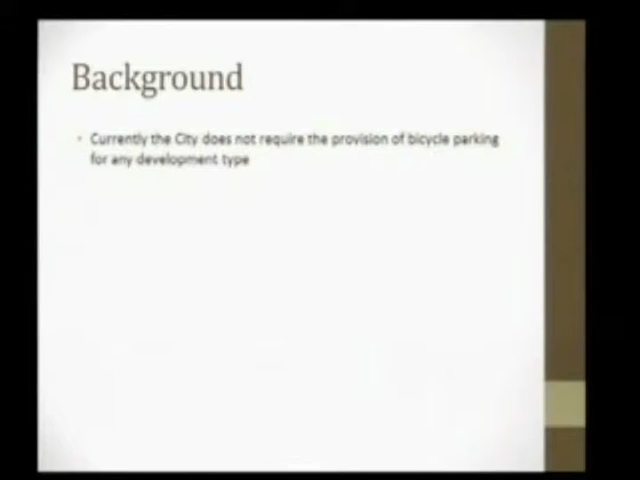 Background
• Currently the City does not require the provision of bicycle parking
for any development type